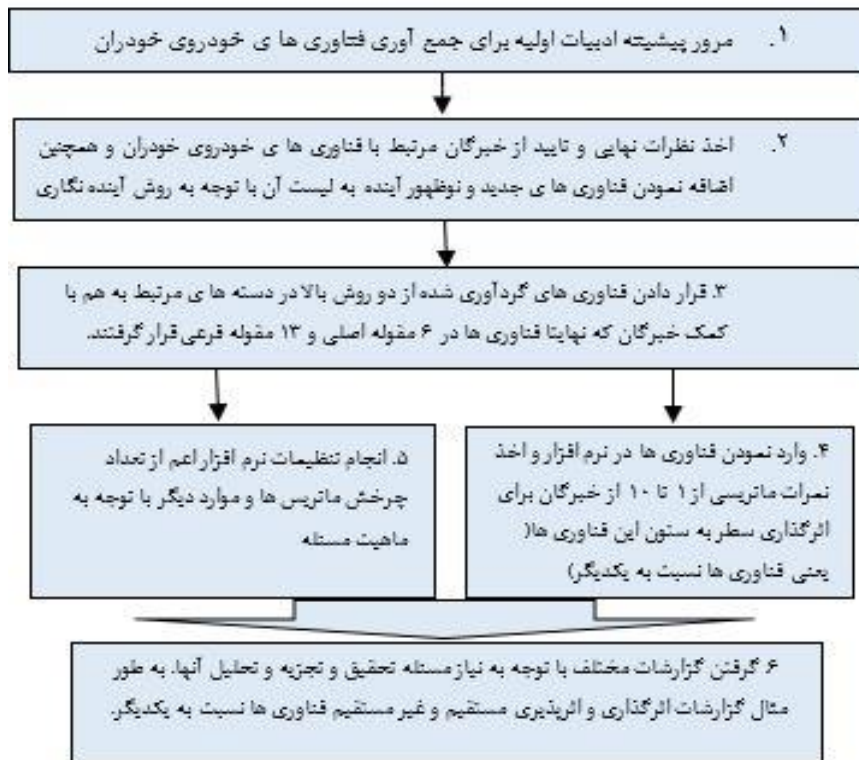 ۱. مرور پیشیته ادبیات اولیه برای جمع آوری فناوری ها ی خودروی خودران
۲. اخذ نظرات نهایی و تایید از خبرگان مرتبط با فناوری ها ی خودروی خودران و همچنین
اضافه نمودن فناوری ها ی جدید و نوظهور آینده به لیست آن با توجه به روش آینده نگاری
۳. قرار دادن فناوری های گردآوری شده از دو روش بالا در دسته ها ی مرتبط به هم با
کمک خبرگان که نهایتا فناوری ها در ۶ مقوله اصلی و ۱۳ مقوله فرعی قرار گرفتند.
۴. وارد نمودن فناوری ها در نرم افزار و اخذ
نمرات ماتریسی از ۱ تا ۱۰ از خبرگان برای
اثرگذاری سطر به ستون این فناوری ها(
یعنی فناوری ها نسبت به یکدیگر)
۵. انجام تنظیمات نرم افزار اعم از تعداد
چرخش ماتریس ها و موارد دیگر با توجه به
ماهیت مسئله
۶ گرفتن گزارشات مختلف با توجه به نیاز مسئله تحقیق و تجزیه و تحلیل آنها. به طور
مثال گزارشات اثرگذاری و اثرپذیری مستقیم و غیر مستقیم فناوری ها نسبت به یکدیگر.